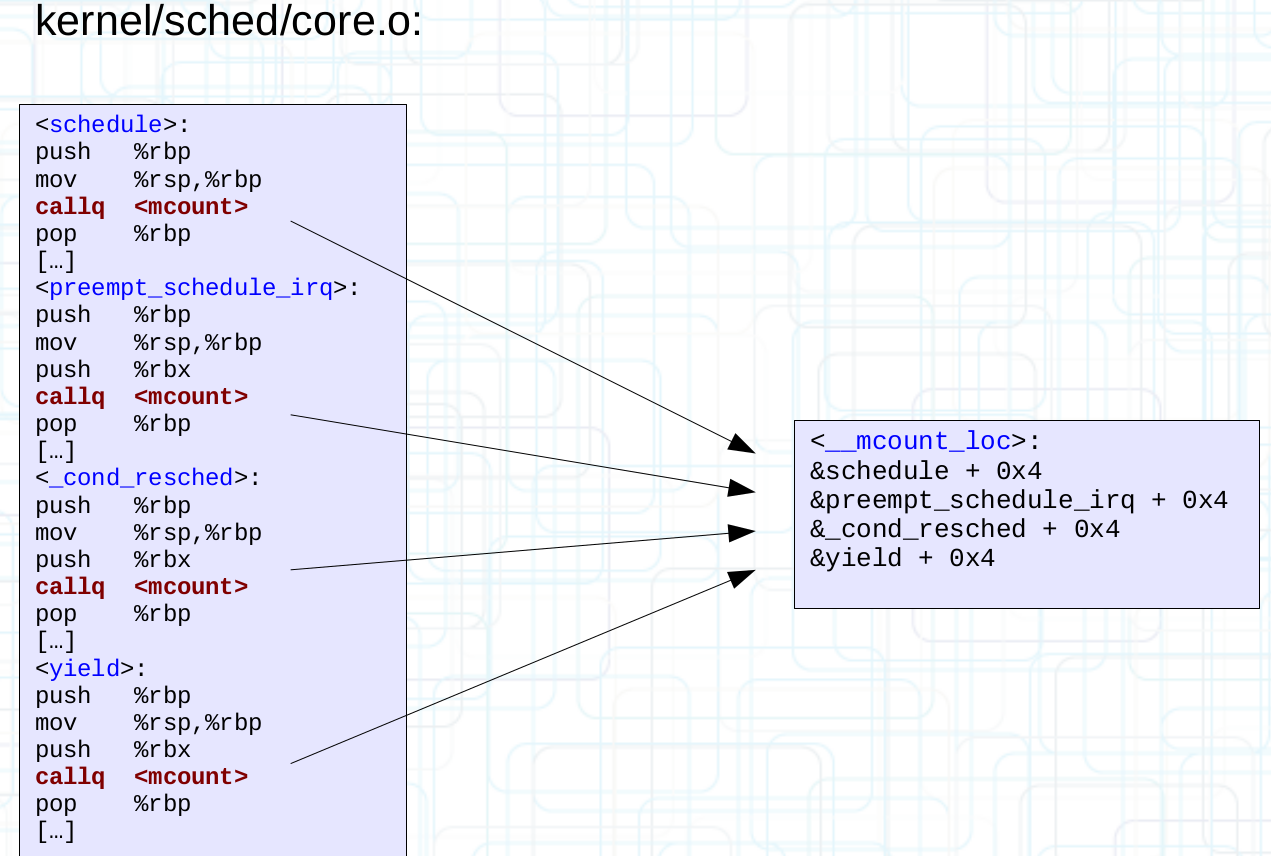 kernel/sched/core.o:
<schedule>:
push %rbp
mov %rsp,%rbp
callq <mcount>
pop %rbp
[…]
<preempt_schedule_irq>:
push %rbp
mov %rsp,%rbp
push %rbx
callq <mcount>
pop %rbp
[…]
<_cond_resched>:
push %rbp
mov %rsp,%rbp
push %rbx
callq <mcount>
pop %rbp
[…]
<yield>:
push %rbp
mov %rsp,%rbp
push %rbx
callq <mcount>
pop %rbp
[…]
<__mcount_loc>:
&schedule + 0x4
&preempt_schedule_irq + 0x4
&_cond_resched + 0x4
&yield + 0x4